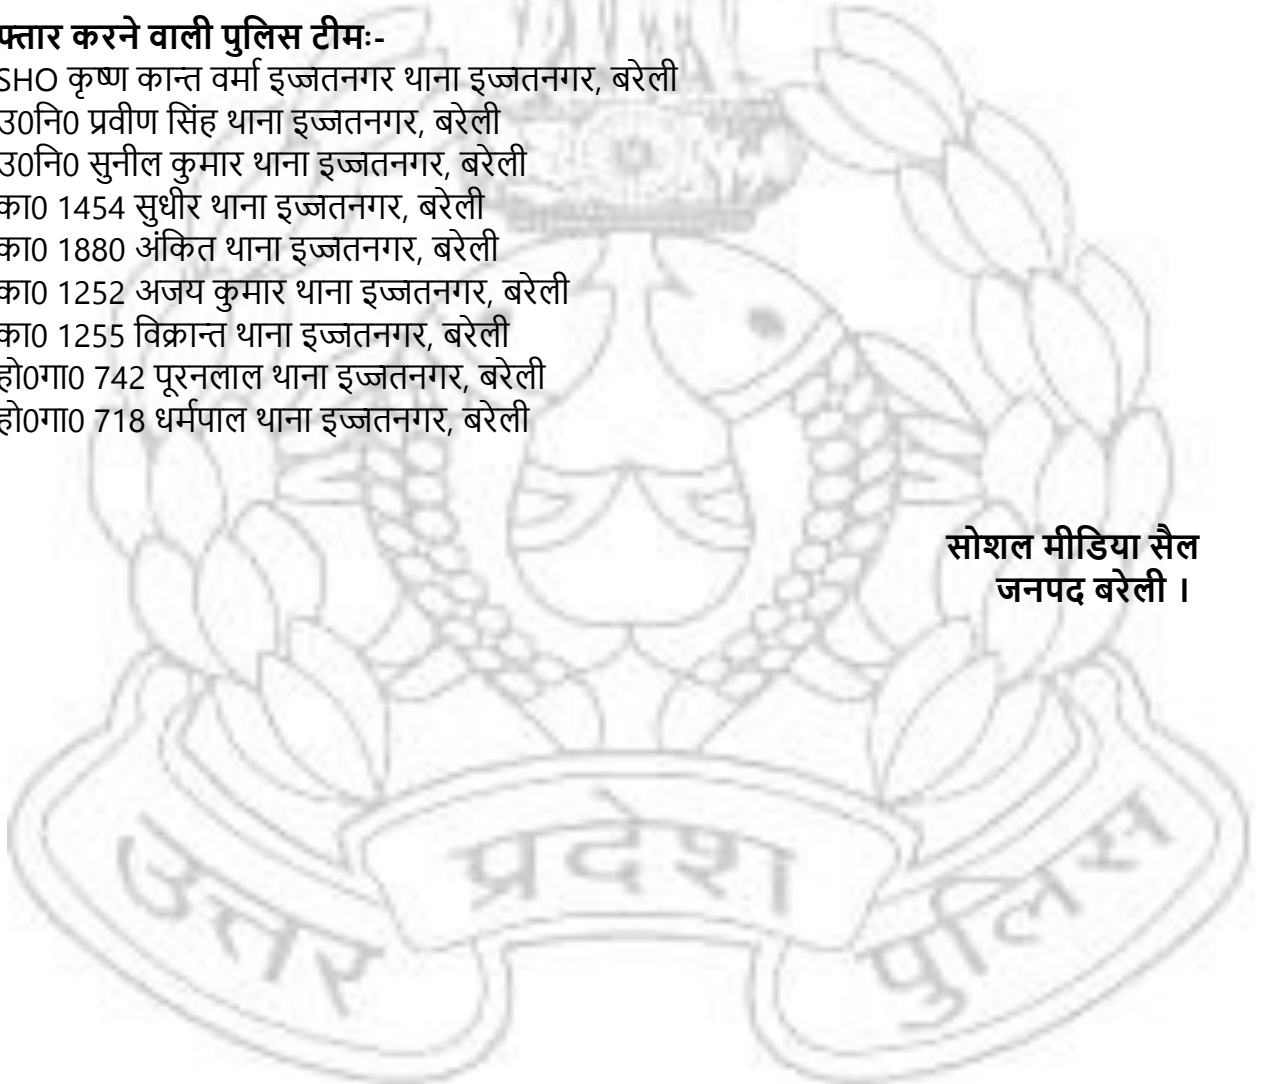 फ्तार करने वाली पुलिस टीमः-
SHO कृष्ण कान्त वर्मा इज्जतनगर थाना इज्जतनगर, बरेली
उ0नि0 प्रवीण सिंह थाना इज्जतनगर, बरेली
उ0नि0 सुनील कुमार थाना इज्जतनगर, बरेली
का0 1454 सुधीर थाना इज्जतनगर, बरेली
का0 1880 अंकित थाना इज्जतनगर, बरेली
का0 1252 अजय कुमार थाना इज्जतनगर, बरेली
का0 1255 विक्रान्त थाना इज्जतनगर, बरेली
हो0गा0 742 पूरनलाल थाना इज्जतनगर, बरेली
हो0गा0 718 धर्मपाल थाना इज्जतनगर, बरेली
सोशल मीडिया सैल
जनपद बरेली ।
उत्तर प्रदेश पुलिस